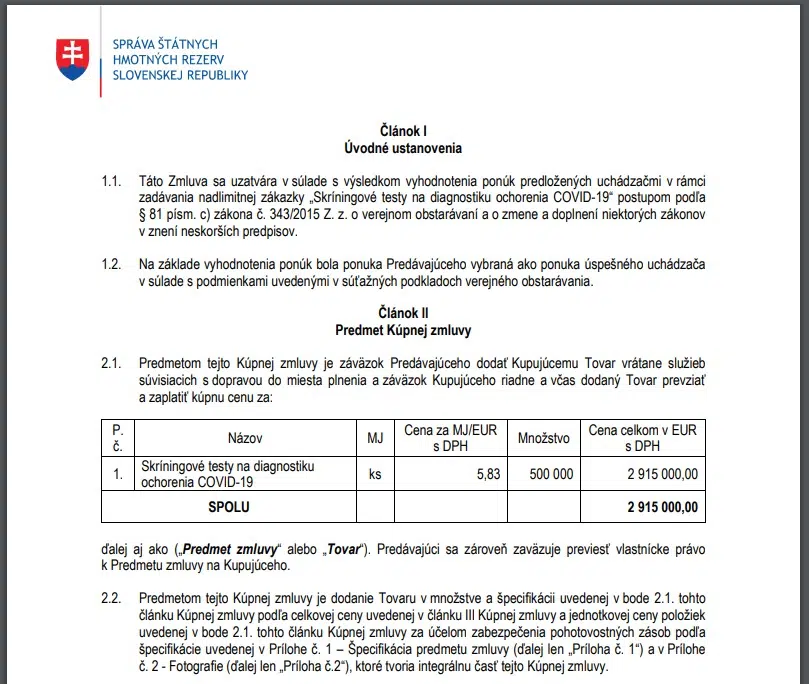 SPRÁVA ŠTÁTNYCH
HMOTNÝCH REZERV
SLOVENSKEJ REPUBLIKY
Článok I
Úvodné ustanovenia
1.1. Táto Zmluva sa uzatvára v súlade s výsledkom vyhodnotenia ponúk predložených uchádzačmi v rámci
zadávania nadlimitnej zákazky „Skríningové testy na diagnostiku ochorenia COVID-19“ postupom podľa
§ 81 písm. c) zákona č. 343/2015 Z. z. o verejnom obstarávaní a o zmene a doplnení niektorých zákonov
v znení neskorších predpisov.
1.2. Na základe vyhodnotenia ponúk bola ponuka Predávajúceho vybraná ako ponuka úspešného uchádzača
v súlade s podmienkami uvedenými v súťažných podkladoch verejného obstarávania.
Článok II
Predmet Kúpnej zmluvy
2.1. Predmetom tejto Kúpnej zmluvy je záväzok Predávajúceho dodať Kupujúcemu Tovar vrátane služieb
súvisiacich s dopravou do miesta plnenia a záväzok Kupujúceho riadne a včas dodaný Tovar prevziať
a zaplatiť kúpnu cenu za:
P. č. Názov MJ Cena za MJ/EUR s DPH Množstvo Cena celkom v EUR s DPH
1. Skríningové testy na diagnostiku ochorenia COVID-19 ks 5,83 500 000 2 915 000,00
SPOLU 2 915 000,00
ďalej aj ako („Predmet zmluvy“ alebo „Tovar“). Predávajúci sa zároveň zaväzuje previesť vlastnícke právo
k Predmetu zmluvy na Kupujúceho.
2.2. Predmetom tejto Kúpnej zmluvy je dodanie Tovaru v množstve a špecifikácii uvedenej v bode 2.1. tohto
článku Kúpnej zmluvy podľa celkovej ceny uvedenej v článku III Kúpnej zmluvy a jednotkovej ceny položiek
uvedenej v bode 2.1. tohto článku Kúpnej zmluvy za účelom zabezpečenia pohotovostných zásob podľa
špecifikácie uvedenej v Prílohe č. 1 – Špecifikácia predmetu zmluvy (ďalej len „Príloha č. 1“) a v Prílohe
č. 2 - Fotografie (ďalej len „Príloha č.2“), ktoré tvoria integrálnu časť tejto Kúpnej zmluvy.